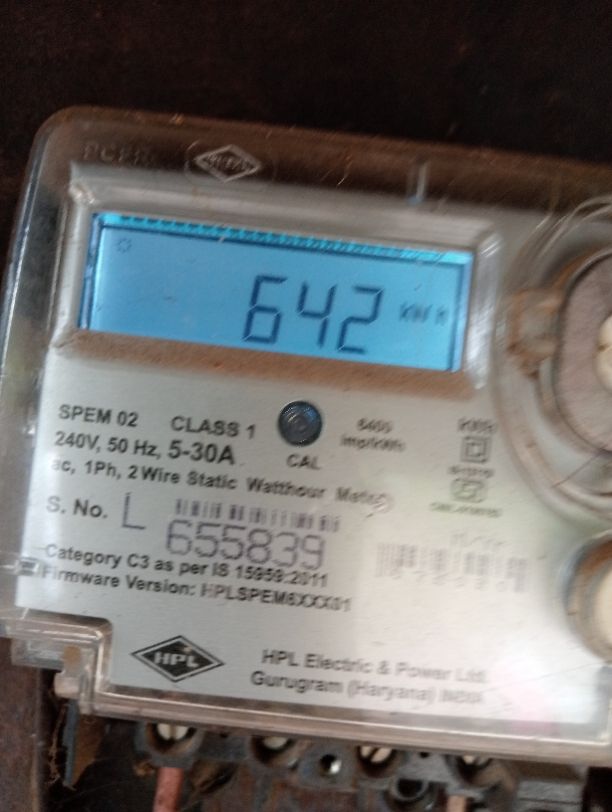 642 kWh
SPEM 02 CLASS 1
240V, 50 Hz, 5-30A
imp/kWh
CAL
ac, 1Ph, 2 Wire Static Watthour Meter
S. No. L 655839
Category C3 as per IS 15959:2011
Firmware Version:
HPL
HPL Electric & Power Ltd.
Gurugram (Haryana) INDIA